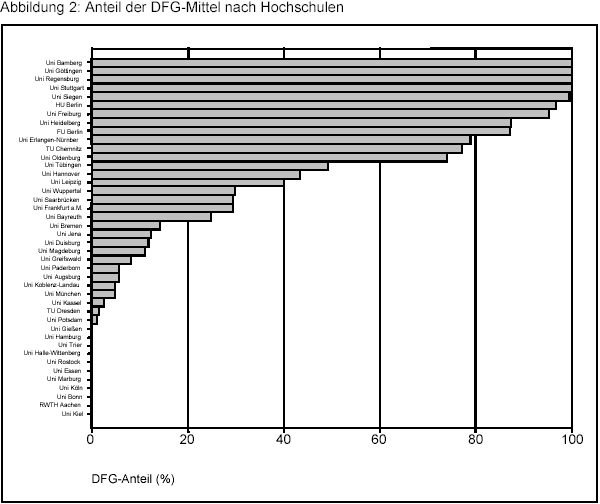 Abbildung 2: Anteil der DFG-Mittel nach Hochschulen
Uni Bamberg
Uni Göttingen
Uni Regensburg
Uni Stuttgart
Uni Siegen
HU Berlin
Uni Freiburg
Uni Heidelberg
FU Berlin
Uni Erlangen-Nürnber
TU Chemnitz
Uni Oldenburg
Uni Tübingen
Uni Hannover
Uni Leipzig
Uni Wuppertal
Uni Saarbrücken
Uni Frankfurt a.M.
Uni Bayreuth
Uni Bremen
Uni Jena
Uni Duisburg
Uni Magdeburg
Uni Greifswald
Uni Paderborn
Uni Augsburg
Uni Koblenz-Landau
Uni München
Uni Kassel
TU Dresden
Uni Potsdam
Uni Gießen
Uni Hamburg
Uni Trier
Uni Halle-Wittenberg
Uni Rostock
Uni Essen
Uni Marburg
Uni Köln
Uni Bonn
RWTH Aachen
Uni Kiel
0 20 40 60 80 100
DFG-Anteil (%)